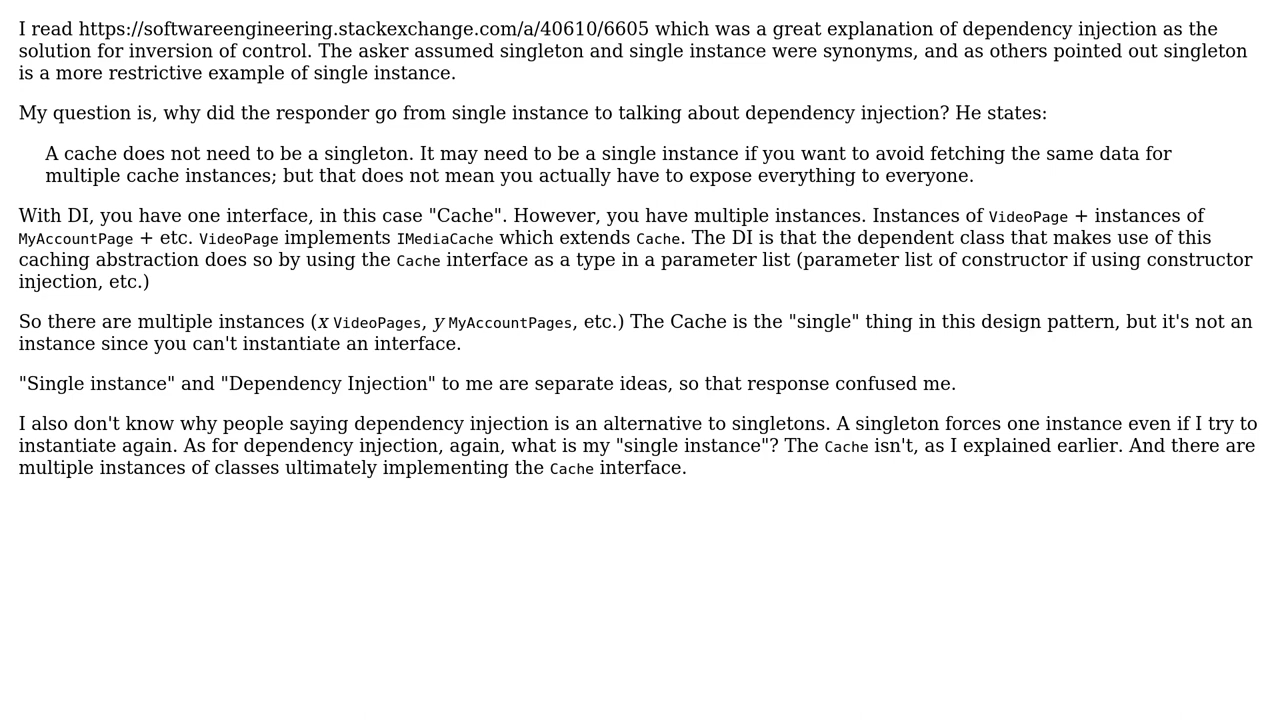 I read https://softwareengineering.stackexchange.com/a/40610/6605 which was a great explanation of dependency injection as the
solution for inversion of control. The asker assumed singleton and single instance were synonyms, and as others pointed out singleton
is a more restrictive example of single instance.
My question is, why did the responder go from single instance to talking about dependency injection? He states:
A cache does not need to be a singleton. It may need to be a single instance if you want to avoid fetching the same data for
multiple cache instances; but that does not mean you actually have to expose everything to everyone.
With DI, you have one interface, in this case "Cache". However, you have multiple instances. Instances of VideoPage + instances of
MyAccountPage + etc. VideoPage implements IMediaCache which extends Cache. The DI is that the dependent class that makes use of this
caching abstraction does so by using the Cache interface as a type in a parameter list (parameter list of constructor if using constructor
injection, etc.)
So there are multiple instances (x VideoPages, y MyAccountPages, etc.) The Cache is the "single" thing in this design pattern, but it's not an
instance since you can't instantiate an interface.
"Single instance" and "Dependency Injection" to me are separate ideas, so that response confused me.
I also don't know why people saying dependency injection is an alternative to singletons. A singleton forces one instance even if I try to
instantiate again. As for dependency injection, again, what is my "single instance"? The Cache isn't, as I explained earlier. And there are
multiple instances of classes ultimately implementing the Cache interface.